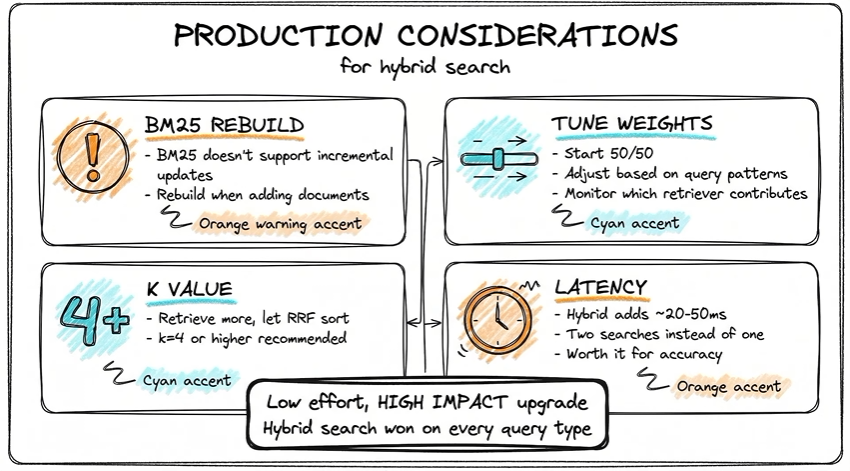 PRODUCTION CONSIDERATIONS
for hybrid search
BM25 REBUILD
- BM25 doesn't support incremental
updates
- Rebuild when adding documents
Orange warning accent
TUNE WEIGHTS
- Start 50/50
- Adjust based on query patterns
- Monitor which retriever contributes
Cyan accent
4+
K VALUE
- Retrieve more, let RRF sort
- k=4 or higher recommended
Cyan accent
LATENCY
- Hybrid adds ~20-50ms
- Two searches instead of one
- Worth it for accuracy
Orange accent
Low effort, HIGH IMPACT upgrade
Hybrid search won on every query type